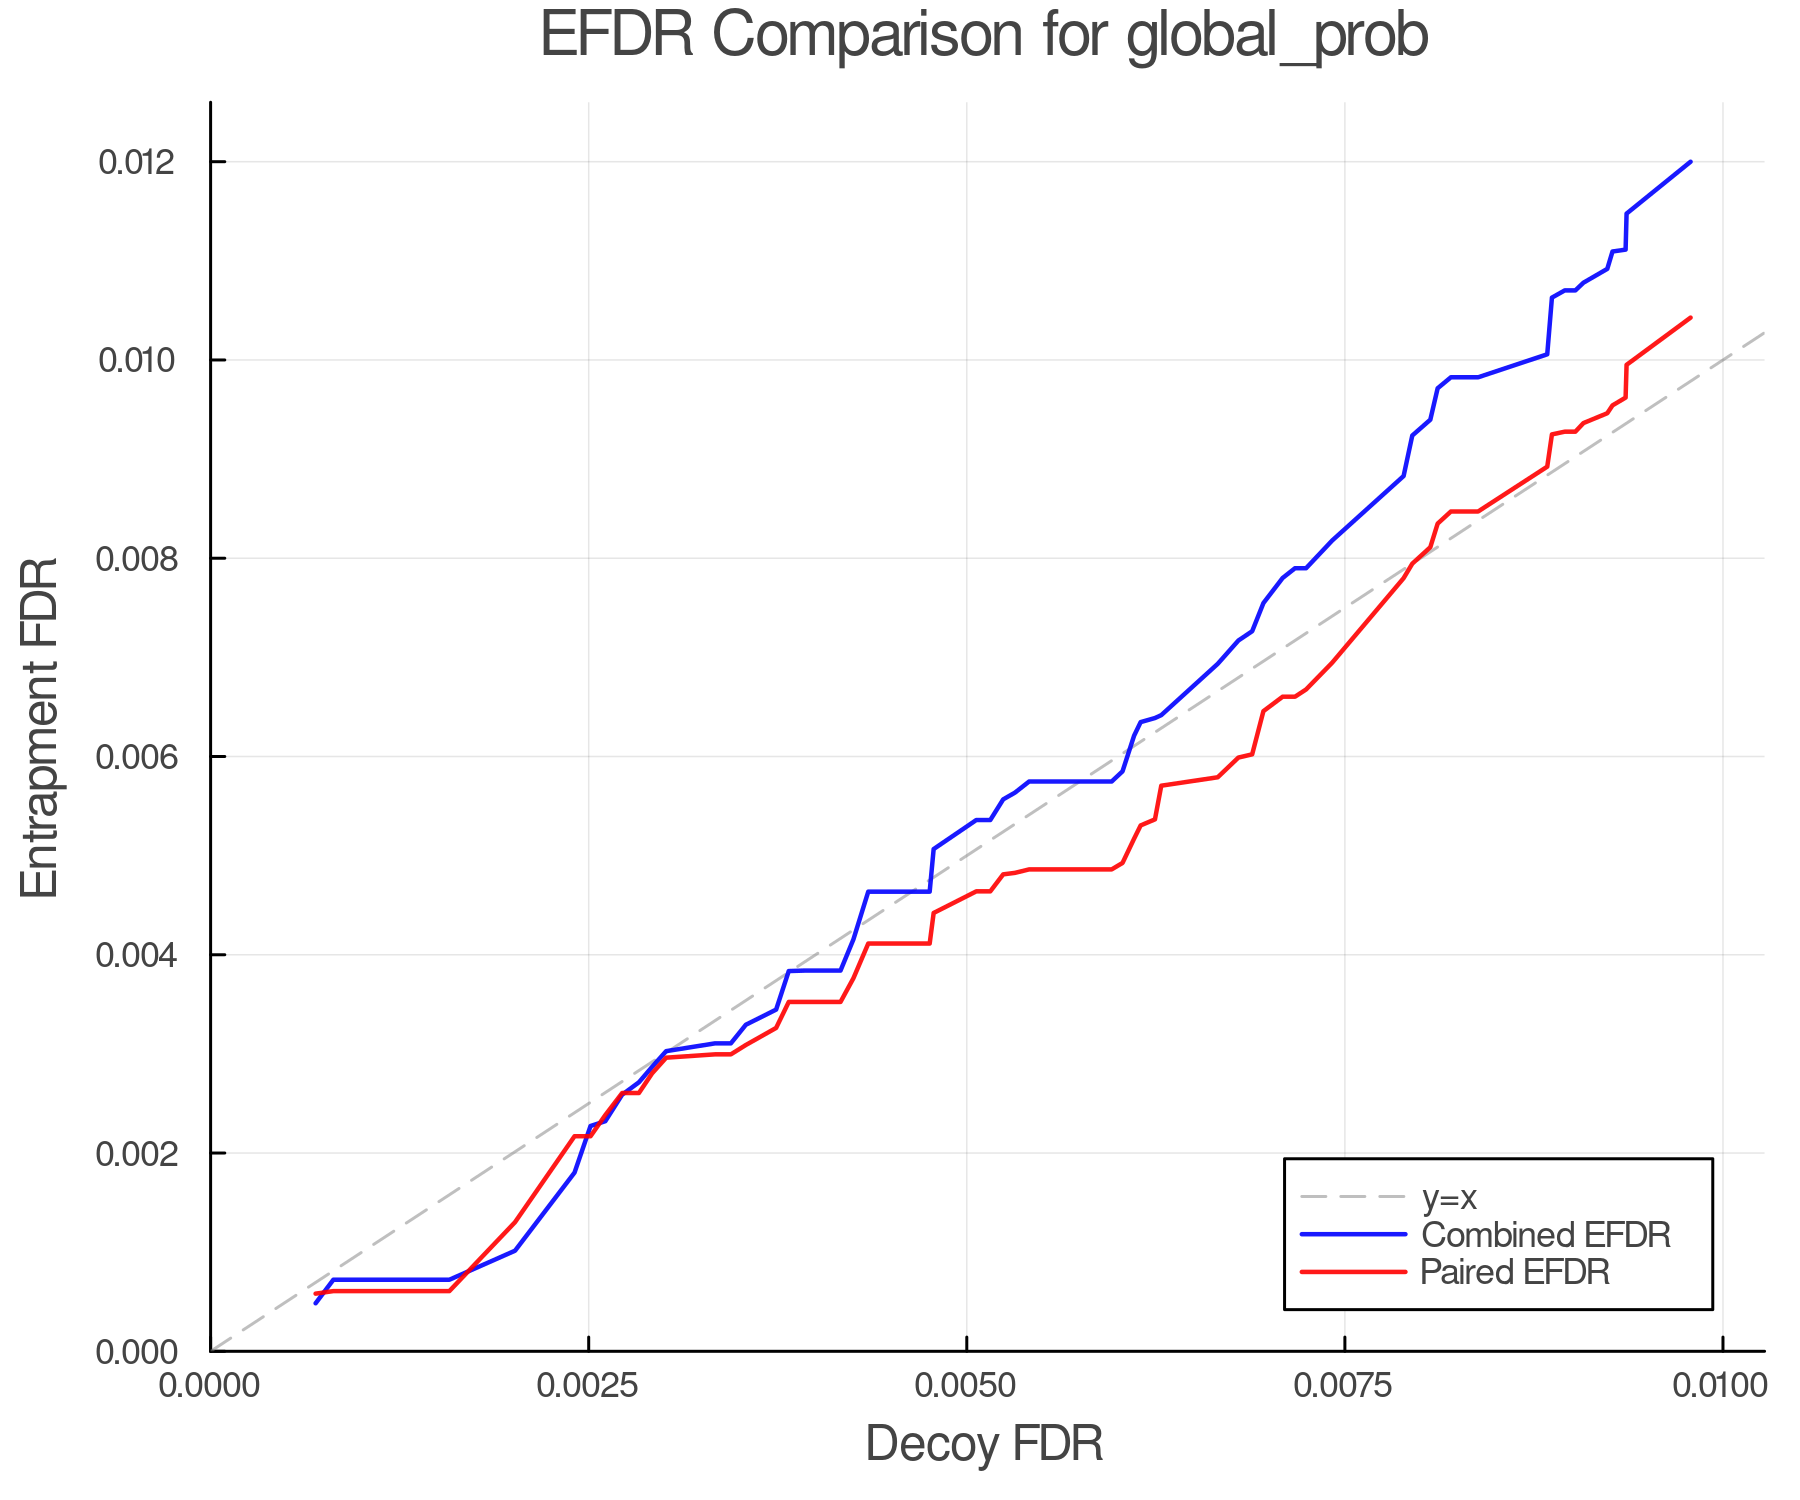 EFDR Comparison for global_prob
0.012
0.010
0.008
0.006
0.004
0.002
0.000
Entrapment FDR
y=x
Combined EFDR
Paired EFDR
0.0000 0.0025 0.0050 0.0075 0.0100
Decoy FDR